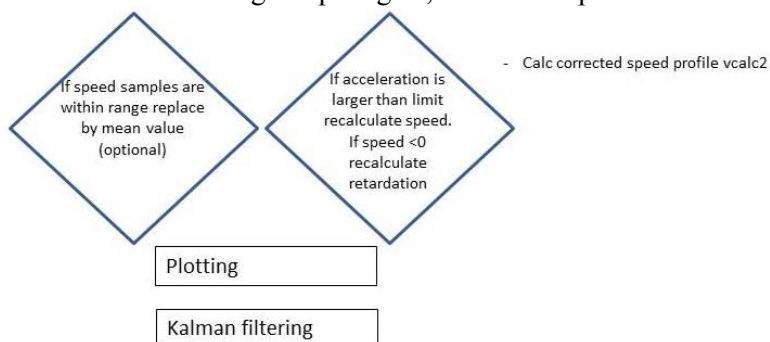 If speed samples are
within range replace
by mean value
(optional)
If acceleration is
larger than limit
recalculate speed.
If speed <0
recalculate
retardation
- Calc corrected speed profile vcalc2
Plotting
Kalman filtering